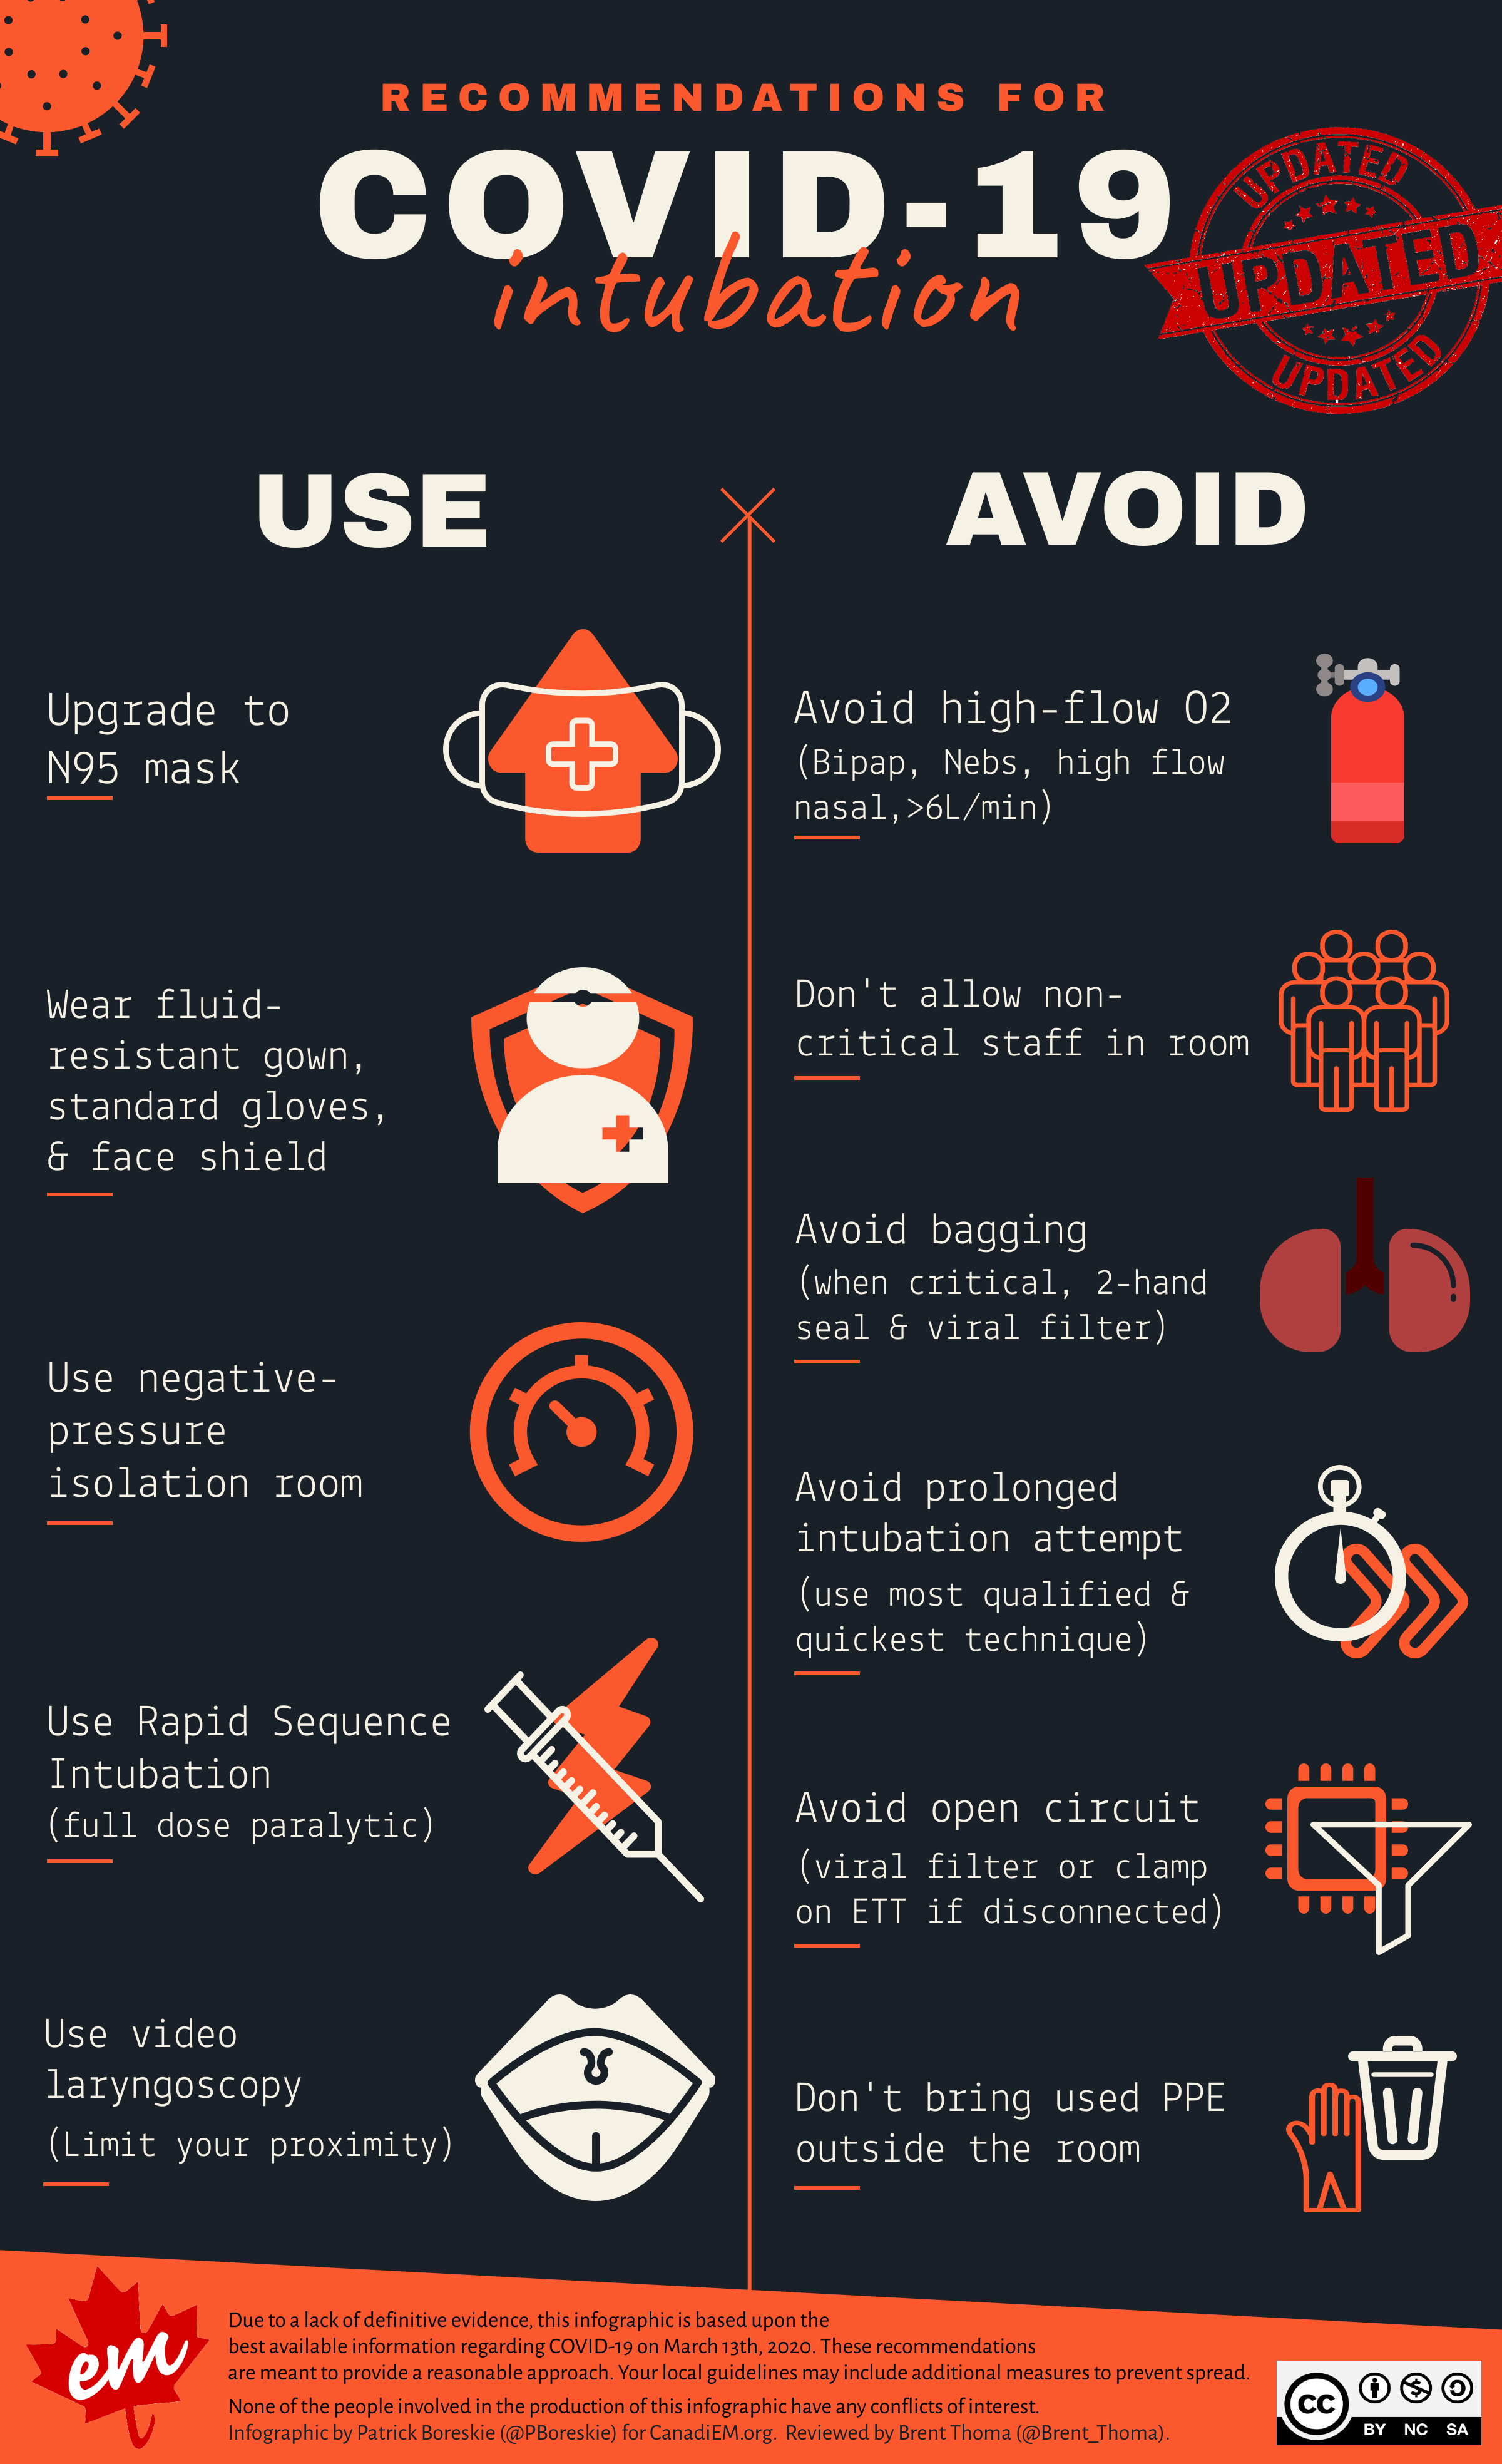 RECOMMENDATIONS FOR
COVID-19
intubation
UPDATED
UPDATED
UPDATED
USE
Upgrade to
N95 mask
Wear fluid-
resistant gown,
standard gloves,
& face shield
Use negative-
pressure
isolation room
Use Rapid Sequence
Intubation
(full dose paralytic)
Use video
laryngoscopy
(Limit your proximity)
AVOID
Avoid high-flow O2
(Bipap, Nebs, high flow
nasal,>6L/min)
Don't allow non-
critical staff in room
Avoid bagging
(when critical, 2-hand
seal & viral filter)
Avoid prolonged
intubation attempt
(use most qualified &
quickest technique)
Avoid open circuit
(viral filter or clamp
on ETT if disconnected)
Don't bring used PPE
outside the room
em
Due to a lack of definitive evidence, this infographic is based upon the
best available information regarding COVID-19 on March 13th, 2020. These recommendations
are meant to provide a reasonable approach. Your local guidelines may include additional measures to prevent spread.
None of the people involved in the production of this infographic have any conflicts of interest.
Infographic by Patrick Boreskie (@PBoreskie) for CanadiEM.org. Reviewed by Brent Thoma (@Brent_Thoma).
cc
BY NC SA